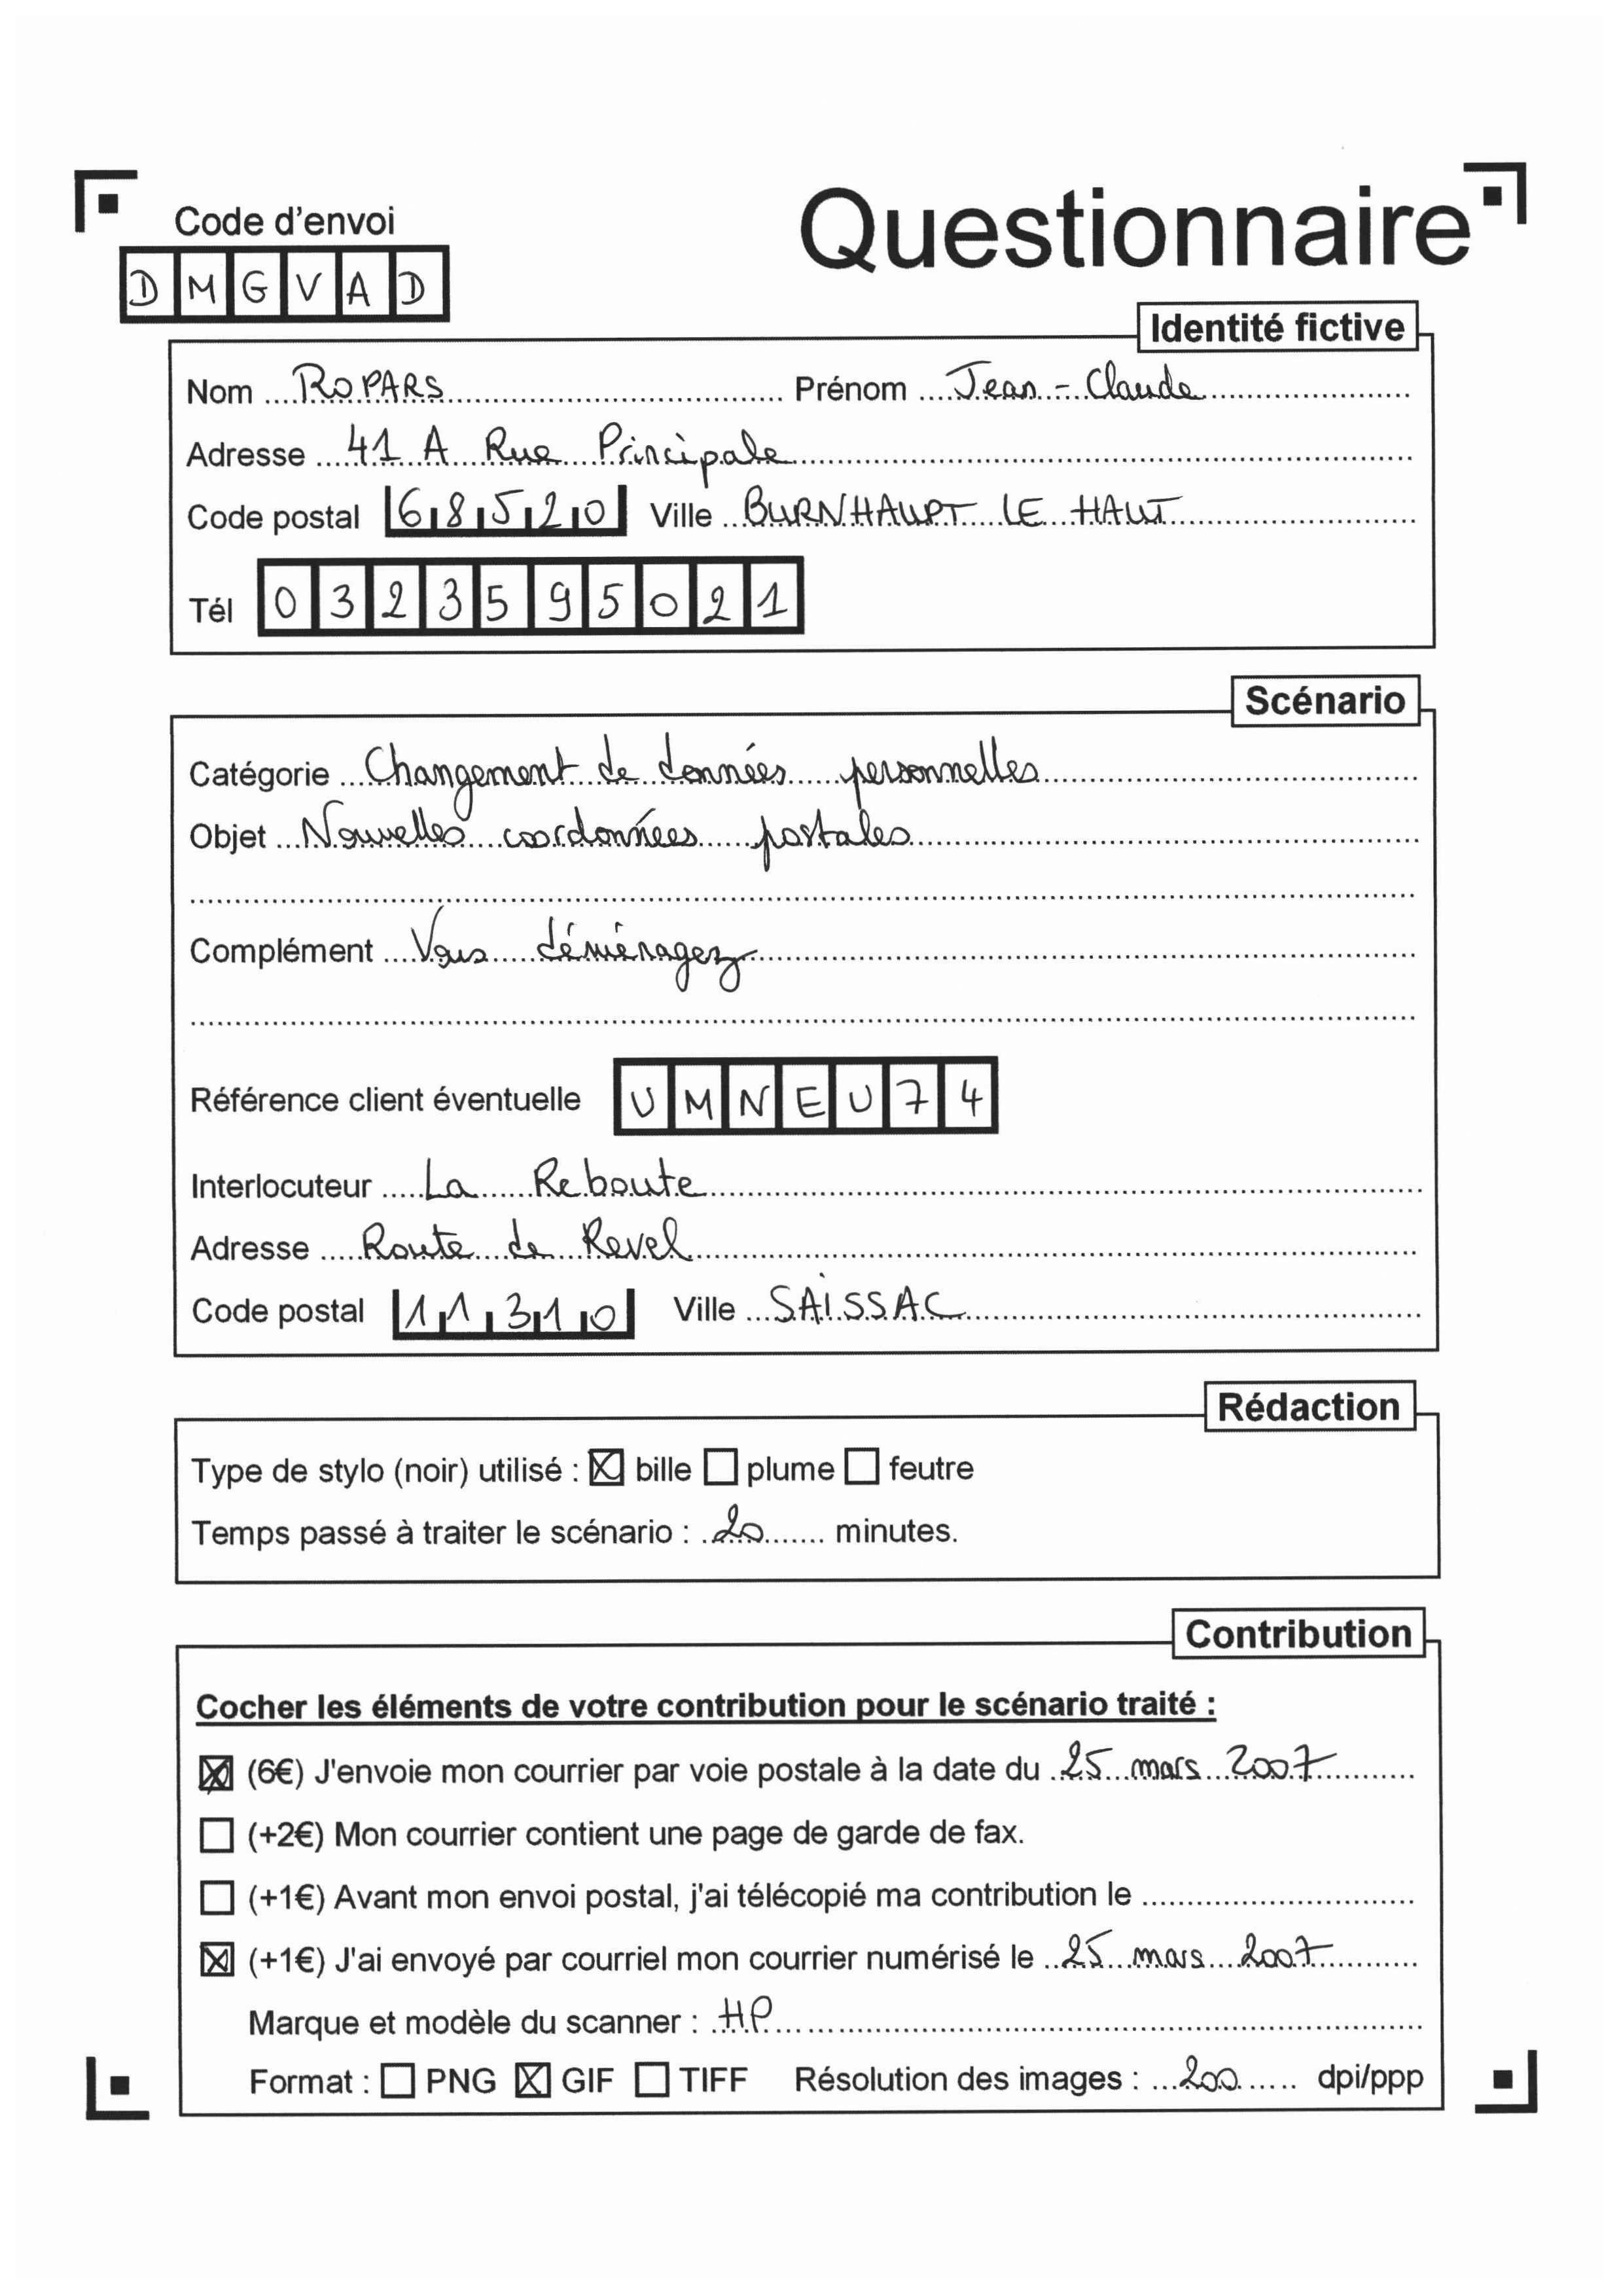 Code d'envoi
Questionnaire
DMGVAD
Identité fictive
Nom ROPARS Prénom Jean-Claude
Adresse 41 A Rue Principale
Code postal 68520 Ville BURNHAUPT LE HAUT
Tél 0323595021
Scénario
Catégorie Changement de données personnelles
Objet Nouvelles coordonnées postales
Complément Vous déménagez
Référence client éventuelle UMNEU74
Interlocuteur La Reboute
Adresse Route de Revel
Code postal 11310 Ville SAISSAC
Rédaction
Type de stylo (noir) utilisé : ☒ bille ☐ plume ☐ feutre
Temps passé à traiter le scénario : 20 minutes.
Contribution
Cocher les éléments de votre contribution pour le scénario traité :
☒ (6€) J'envoie mon courrier par voie postale à la date du 25 mars 2007
☐ (+2€) Mon courrier contient une page de garde de fax.
☐ (+1€) Avant mon envoi postal, j'ai télécopié ma contribution le
☒ (+1€) J'ai envoyé par courriel mon courrier numérisé le 25 mars 2007
Marque et modèle du scanner : HP
Format : ☐ PNG ☒ GIF ☐ TIFF Résolution des images : 200 dpi/ppp